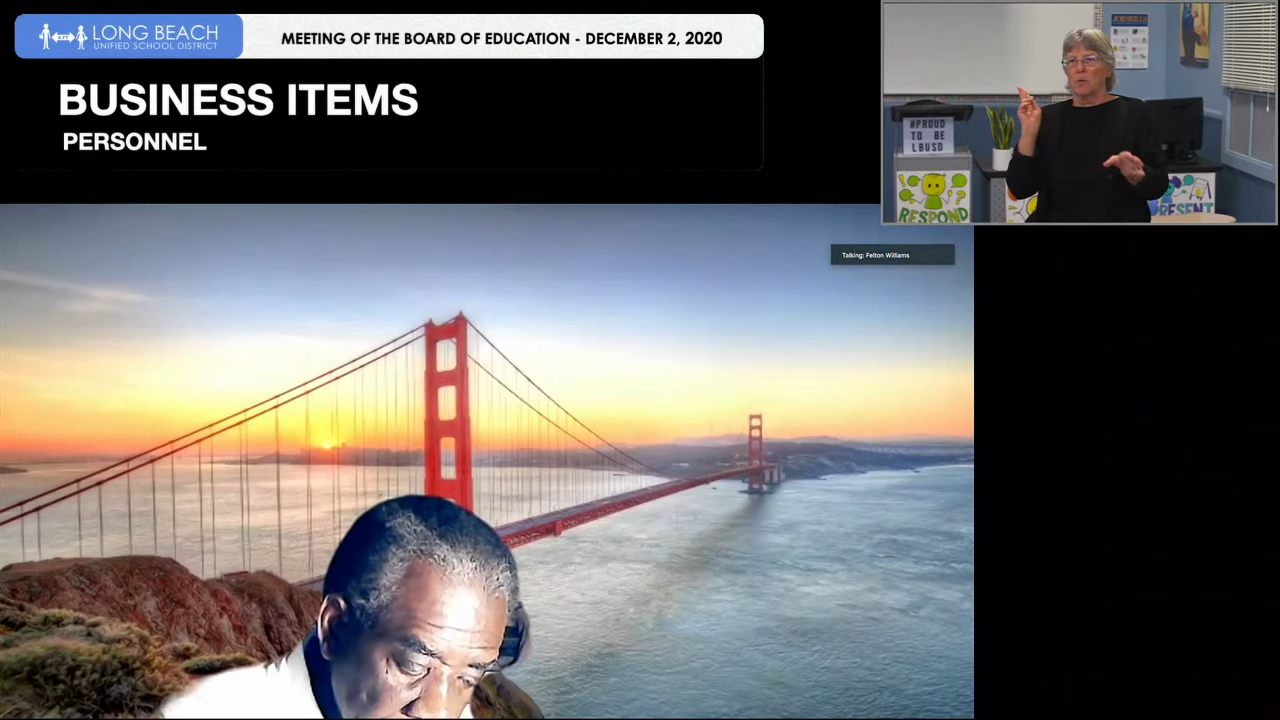 LONG BEACH
UNIFIED SCHOOL DISTRICT
MEETING OF THE BOARD OF EDUCATION - DECEMBER 2, 2020
BUSINESS ITEMS
PERSONNEL
#PROUD
TO BE
LBUSD
RESPOND
PRESENT
Talking: Felton Williams